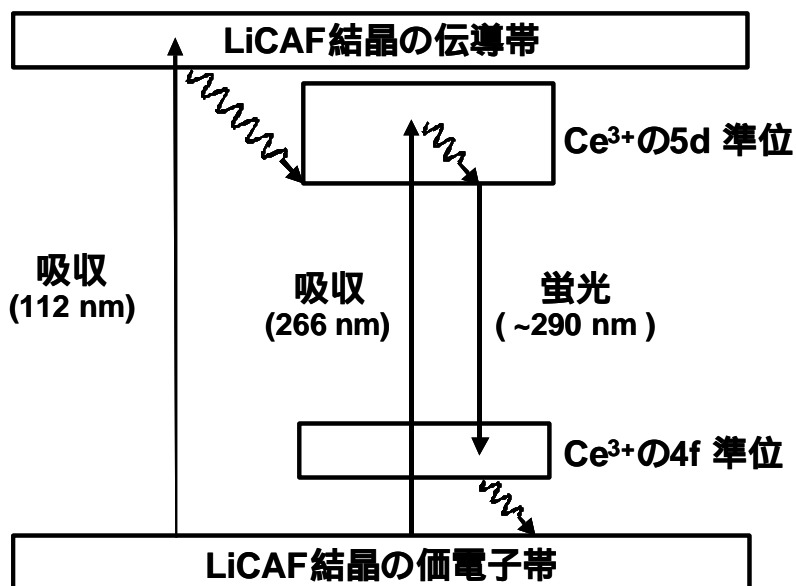 LiCAF結晶の伝導帯
Ce³⁺の5d 準位
吸収
(112 nm)
吸収
(266 nm)
蛍光
( ~290 nm )
Ce³⁺の4f 準位
LiCAF結晶の価電子帯